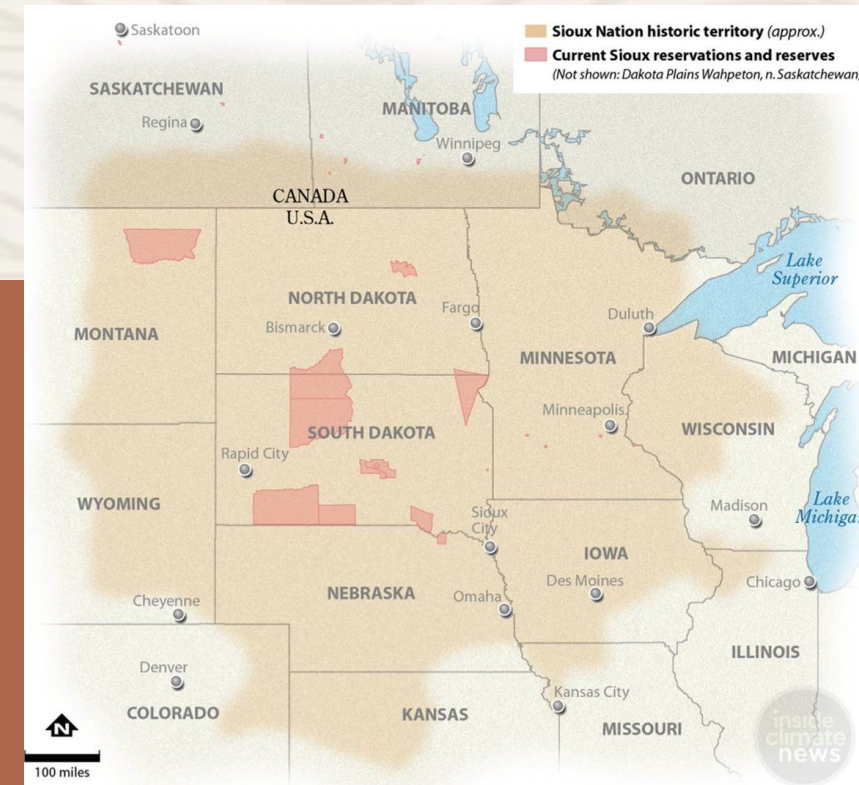 Sioux Nation historic territory (approx.)
Current Sioux reservations and reserves
(Not shown: Dakota Plains Wahpeton, n. Saskatchewan,
Saskatoon
SASKATCHEWAN
MANITOBA
Regina
Winnipeg
ONTARIO
CANADA
U.S.A.
Lake
Superior
NORTH DAKOTA
Fargo
Duluth
Bismarck
MONTANA
MINNESOTA
MICHIGAN
Minneapolis
SOUTH DAKOTA
WISCONSIN
Rapid City
WYOMING
Madison
Lake
Michigan
Sioux
City
IOWA
NEBRASKA
Des Moines
Omaha
Chicago
Cheyenne
ILLINOIS
Denver
Kansas City
COLORADO
KANSAS
MISSOURI
N
100 miles
inside
climate
news